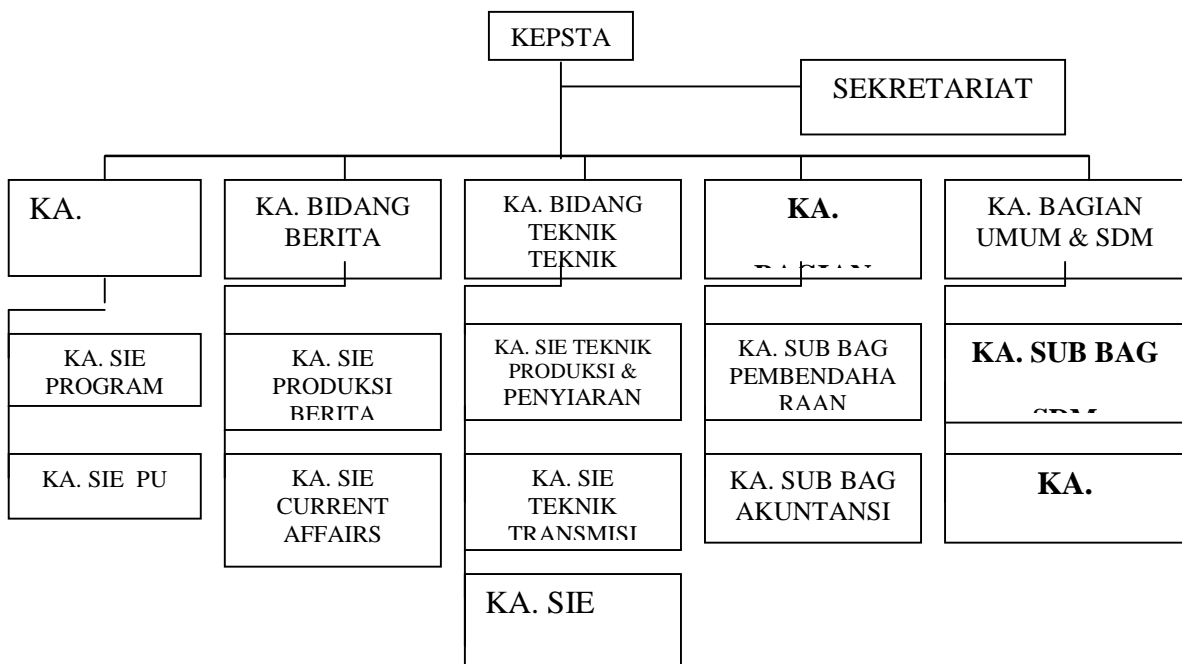 KEPSTA
SEKRETARIAT
KA.
KA. BIDANG
BERITA
KA. BIDANG
TEKNIK
TEKNIK
KA.
BAGIAN
KA. BAGIAN
UMUM & SDM
KA. SIE
PROGRAM
KA. SIE
PRODUKSI
BERITA
KA. SIE TEKNIK
PRODUKSI &
PENYIARAN
KA. SUB BAG
PEMBENDAHA
RAAN
KA. SUB BAG
SDM
KA. SIE PU
KA. SIE
CURRENT
AFFAIRS
KA. SIE
TEKNIK
TRANSMISI
KA. SUB BAG
AKUNTANSI
KA.
KA. SIE